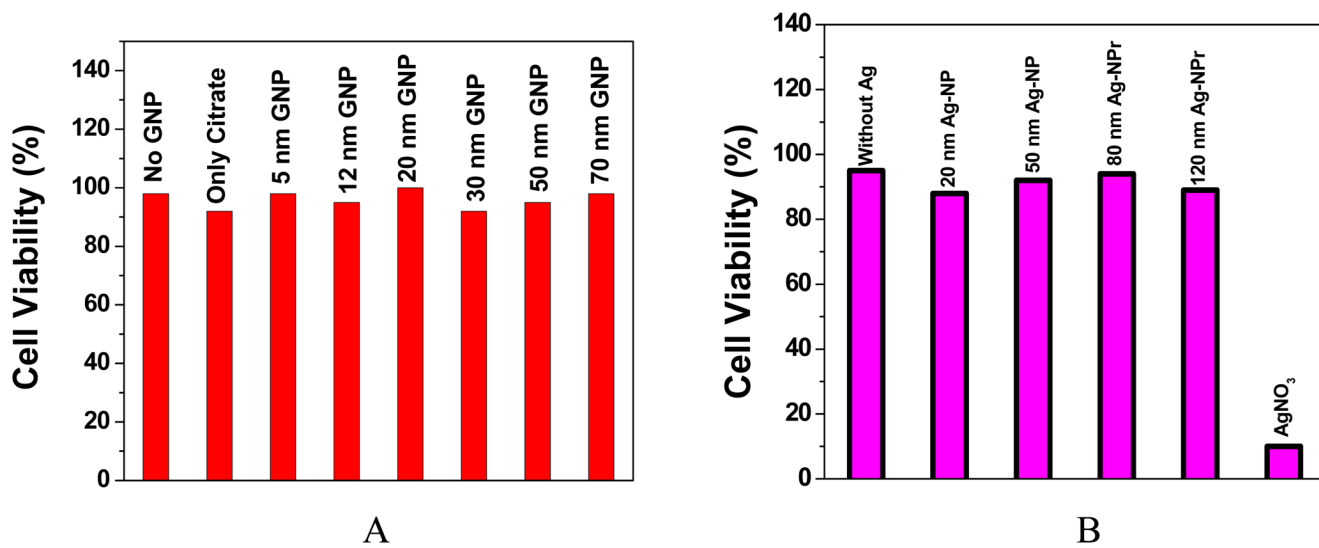 Cell Viability (%)
140
120
100
80
60
40
20
0
No GNP
Only Citrate
5 nm GNP
12 nm GNP
20 nm GNP
30 nm GNP
50 nm GNP
70 nm GNP
A
Cell Viability (%)
140
120
100
80
60
40
20
0
Without Ag
20 nm Ag-NP
50 nm Ag-NP
80 nm Ag-NPr
120 nm Ag-NPr
AgNO₃
B